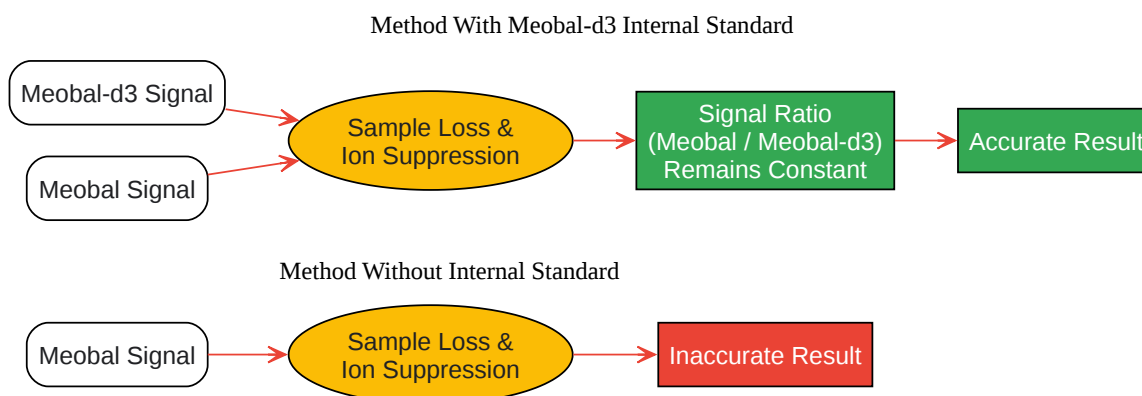 Method With Meobal-d3 Internal Standard
Meobal-d3 Signal
Meobal Signal
Sample Loss &
Ion Suppression
Signal Ratio
(Meobal / Meobal-d3)
Remains Constant
Accurate Result
Method Without Internal Standard
Meobal Signal
Sample Loss &
Ion Suppression
Inaccurate Result